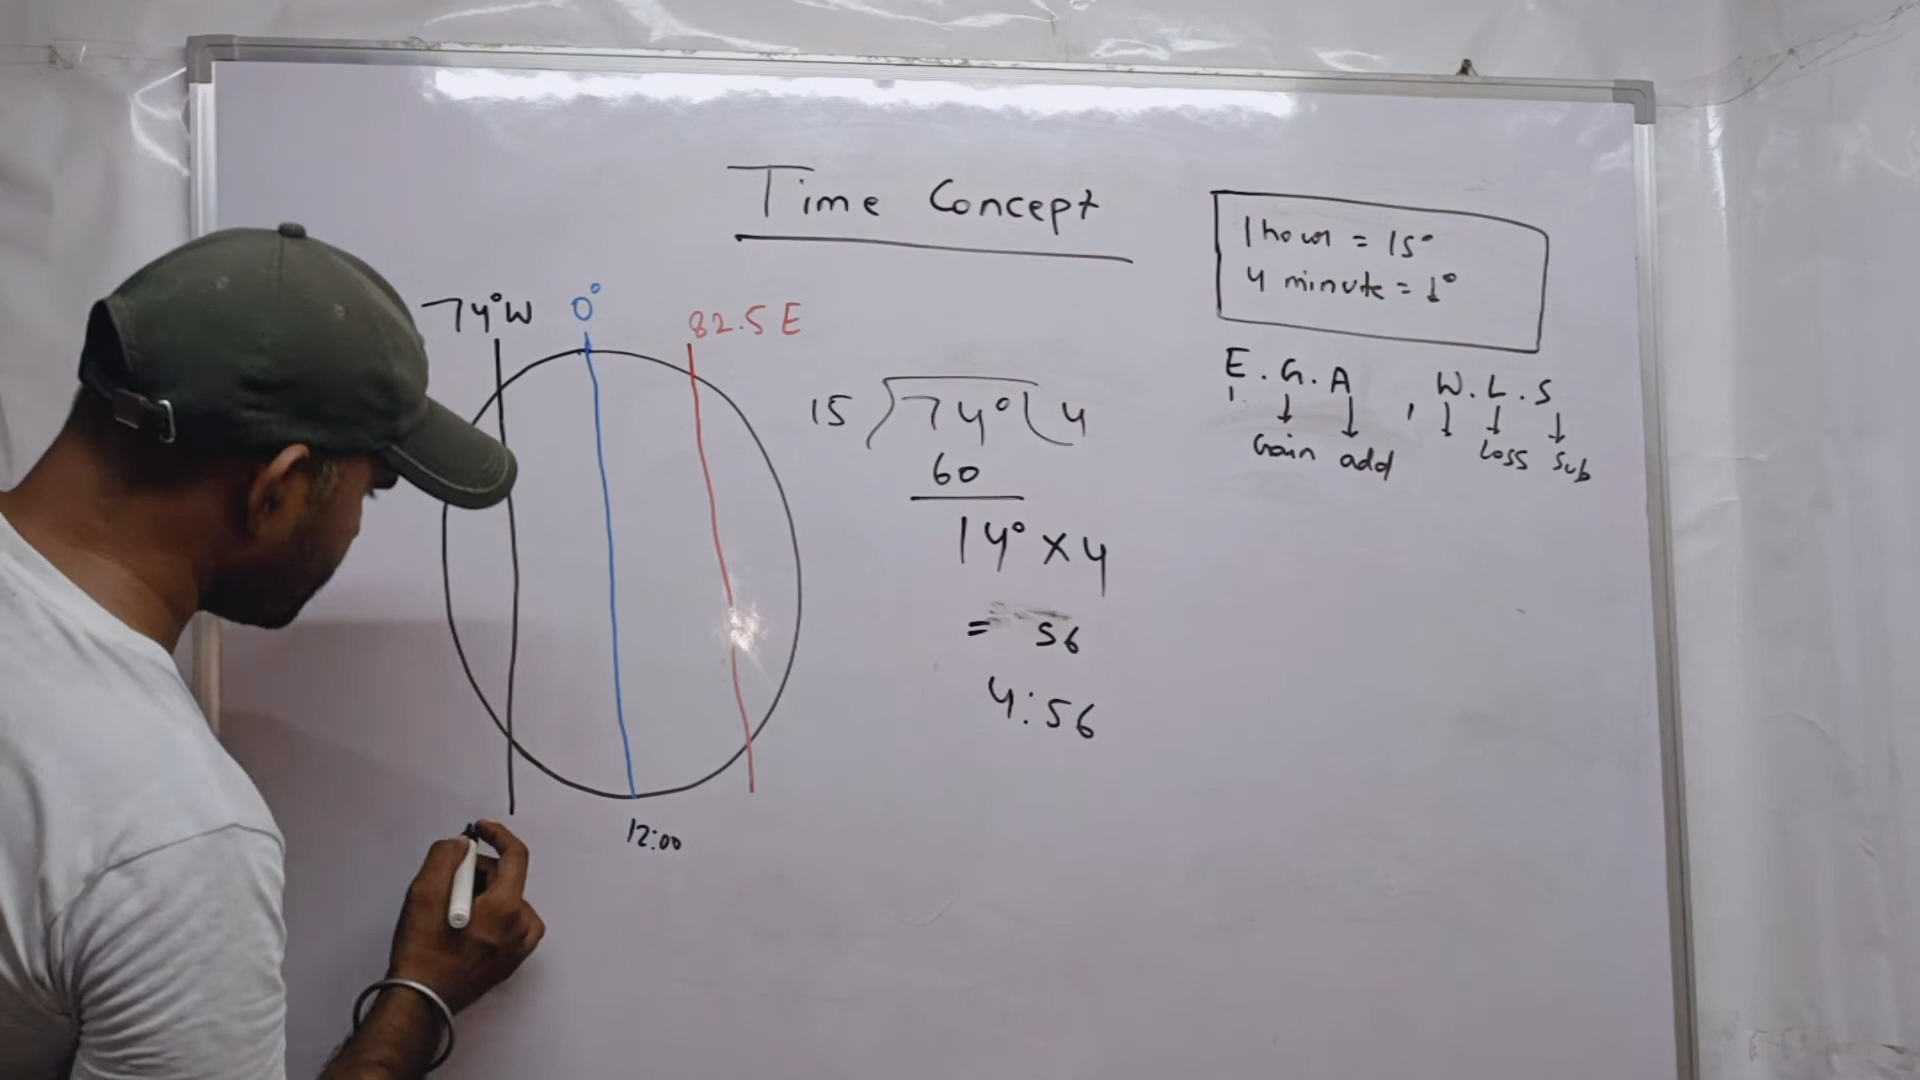 Time Concept
1 hour = 15°
4 minute = 1°
74°W 0° 82.5 E
E. G. A , W. L. S
Gain add Loss Sub
15 74° 4
60
14° × 4
= 56
4:56
12:00